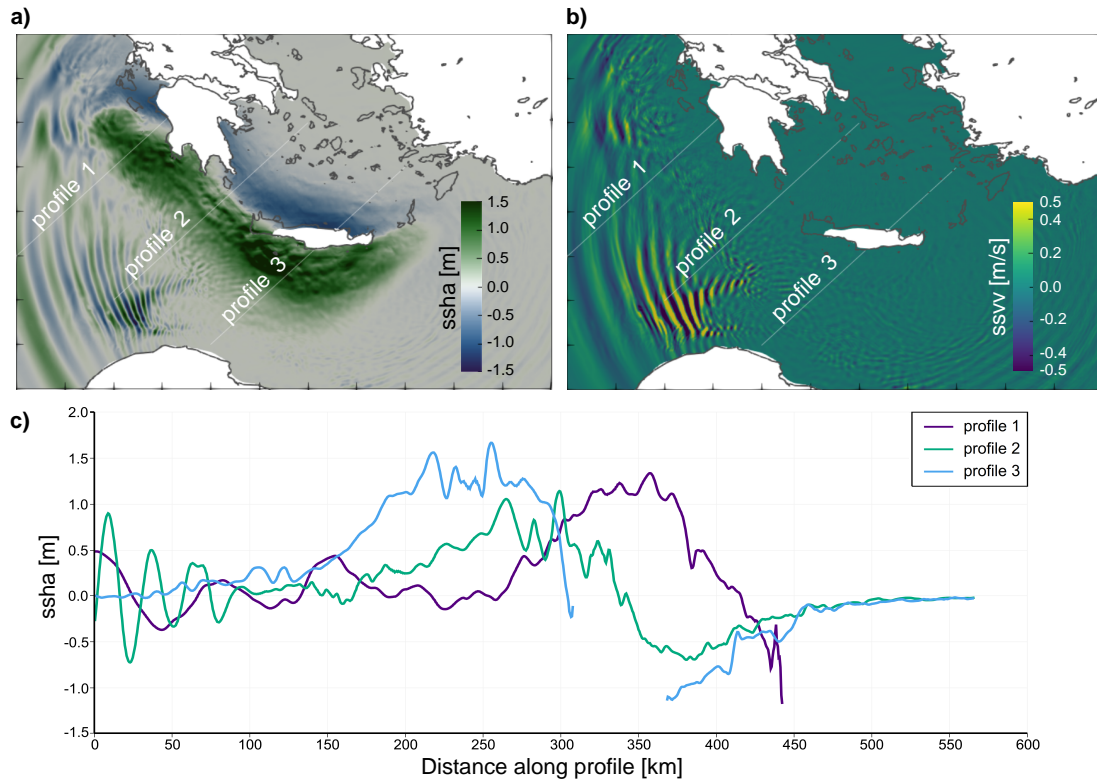 a)
profile 1
profile 2
profile 3
ssha [m]
1.5
1.0
0.5
0.0
-0.5
-1.0
-1.5
b)
profile 1
profile 2
profile 3
ssvv [m/s]
0.5
0.4
0.2
0.0
-0.2
-0.4
-0.5
c)
ssha [m]
2.0
1.5
1.0
0.5
0.0
-0.5
-1.0
-1.5
0 50 100 150 200 250 300 350 400 450 500 550 600
Distance along profile [km]
profile 1
profile 2
profile 3